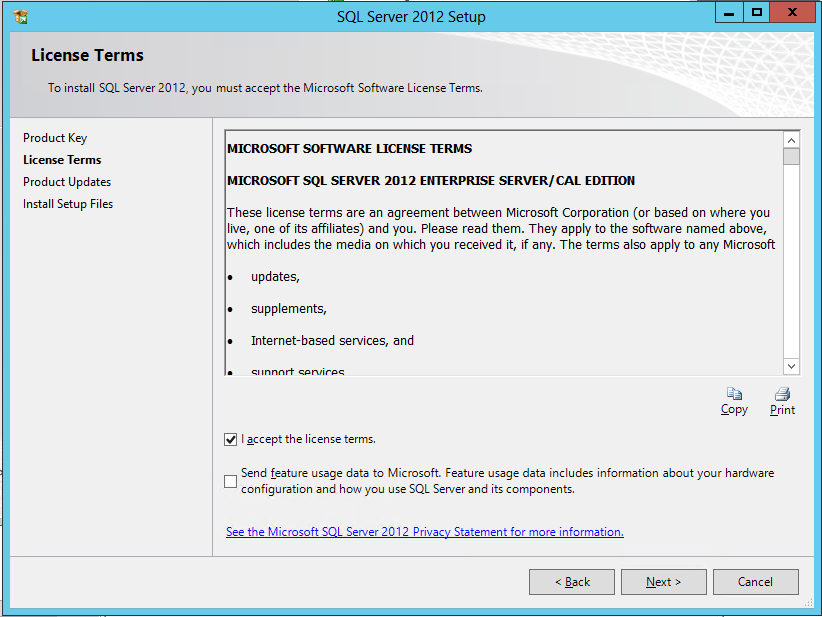 SQL Server 2012 Setup
License Terms
To install SQL Server 2012, you must accept the Microsoft Software License Terms.
Product Key
License Terms
Product Updates
Install Setup Files
MICROSOFT SOFTWARE LICENSE TERMS
MICROSOFT SQL SERVER 2012 ENTERPRISE SERVER/CAL EDITION
These license terms are an agreement between Microsoft Corporation (or based on where you
live, one of its affiliates) and you. Please read them. They apply to the software named above,
which includes the media on which you received it, if any. The terms also apply to any Microsoft
• updates,
• supplements,
• Internet-based services, and
• support services
Copy
Print
I accept the license terms.
Send feature usage data to Microsoft. Feature usage data includes information about your hardware
configuration and how you use SQL Server and its components.
See the Microsoft SQL Server 2012 Privacy Statement for more information.
< Back
Next >
Cancel